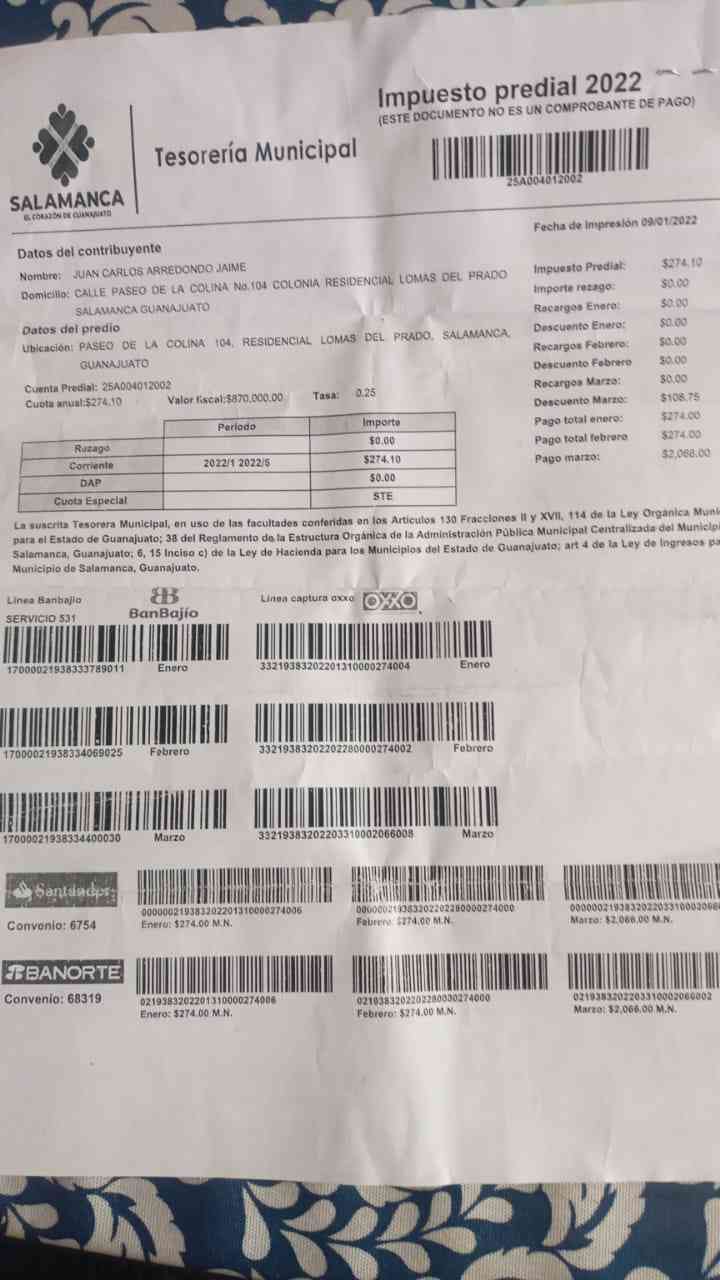 Impuesto predial 2022
(ESTE DOCUMENTO NO ES UN COMPROBANTE DE PAGO)
25A004012002
SALAMANCA
EL CORAZÓN DE GUANAJUATO
Tesorería Municipal
Fecha de Impresión 09/01/2022
Datos del contribuyente
Nombre: JUAN CARLOS ARREDONDO JAIME
Domicilio: CALLE PASEO DE LA COLINA No.104 COLONIA RESIDENCIAL LOMAS DEL PRADO
SALAMANCA GUANAJUATO
Datos del predio
Ubicación: PASEO DE LA COLINA 104, RESIDENCIAL LOMAS DEL PRADO, SALAMANCA,
GUANAJUATO
Cuenta Predial: 25A004012002
Cuota anual:$274.10 Valor fiscal:$870,000.00 Tasa: 0.25
Impuesto Predial: $274.10
Importe rezago: $0.00
Recargos Enero: $0.00
Descuento Enero: $0.00
Recargos Febrero: $0.00
Descuento Febrero $0.00
Recargos Marzo: $0.00
Descuento Marzo: $108.75
Pago total enero: $274.00
Pago total febrero $274.00
Pago marzo: $2,066.00
Periodo Importe
Rezago $0.00
Corriente 2022/1 2022/5 $274.10
DAP $0.00
Cuota Especial STE
La suscrita Tesorera Municipal, en uso de las facultades conferidas en los Artículos 130 Fracciones II y XVII, 114 de la Ley Orgánica Muni
para el Estado de Guanajuato; 38 del Reglamento de la Estructura Orgánica de la Administración Pública Municipal Centralizada del Municipi
Salamanca, Guanajuato; 6, 15 Inciso c) de la Ley de Hacienda para los Municipios del Estado de Guanajuato; art 4 de la Ley de Ingresos pa
Municipio de Salamanca, Guanajuato.
Línea Banbajio BanBajío Línea captura oxxo OXXO
SERVICIO 531
17000021938333789011 Enero 3321938320220131000027 4004 Enero
17000021938334069025 Febrero 33219383202202280000274002 Febrero
17000021938334400030 Marzo 33219383202203310002066008 Marzo
Santander
Convenio: 6754
00000021938320220131000274006
Enero: $274.00 M.N.
000000219383202202280000274000
Febrero: $274.00 M.N.
Marzo: $2,066.00 M.N.
BANORTE
Convenio: 68319
0219383202201310000274006
Enero: $274.00 M.N.
0219383202202280000274000
Febrero: $274.00 M.N.
0219383202203310002066002
Marzo: $2,066.00 M.N.